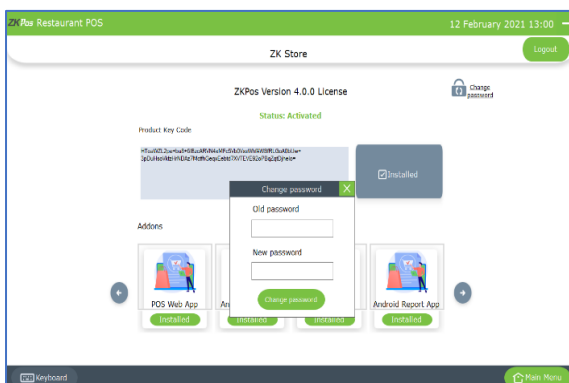 ZKPos Restaurant POS
12 February 2021 13:00
Logout
ZK Store
ZKPos Version 4.0.0 License
Change
password
Status: Activated
Product Key Code
Installed
Change password
X
Old password
New password
Change password
Addons
POS Web App
Android Report App
Installed
Installed
Installed
Installed
Keyboard
Main Menu